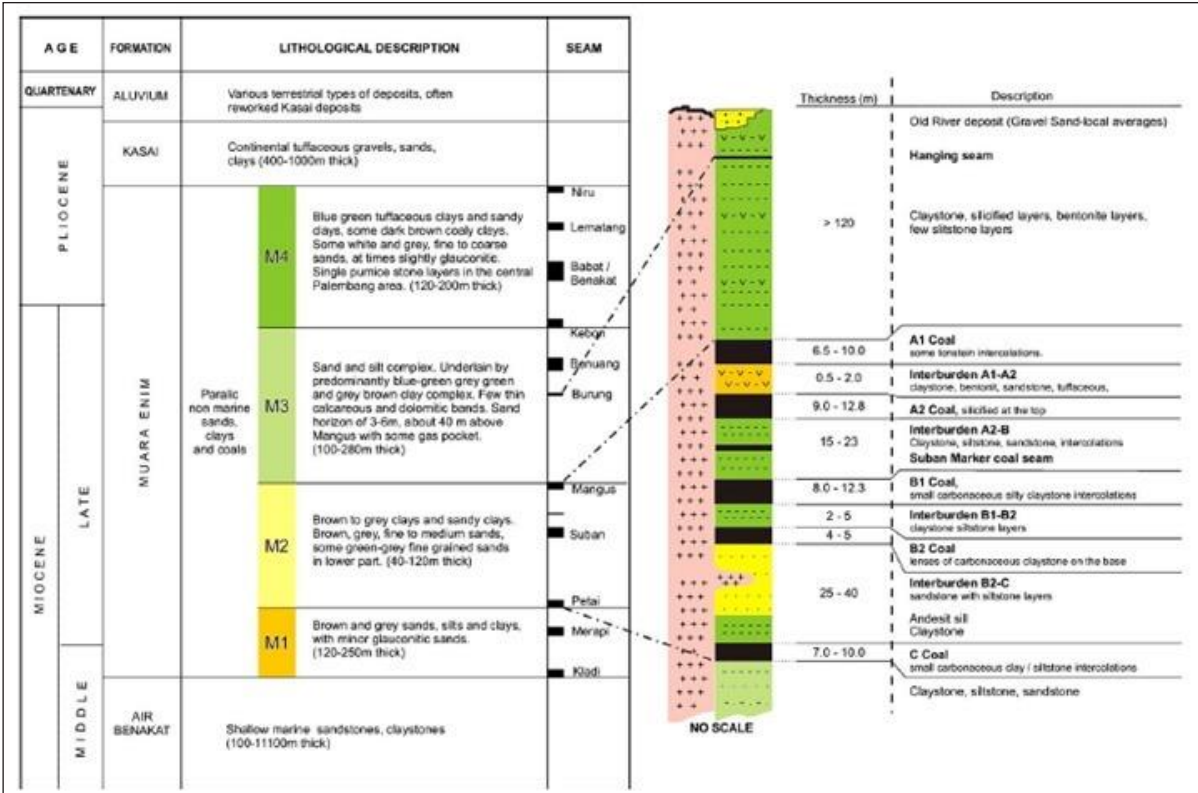 AGE
FORMATION
LITHOLOGICAL DESCRIPTION
SEAM
QUARTENARY
ALUVIUM
Various terrestrial types of deposits, often
reworked Kasai deposits
PLIOCENE
KASAI
Continental tuffaceous gravels, sands,
clays (400-1000m thick)
MIOCENE
LATE
MIDDLE
MUARA ENIM
Paralic
non marine
sands,
clays
and coals
M4
Blue green tuffaceous clays and sandy
clays, some dark brown coaly clays.
Some white and grey, fine to coarse
sands, at times slightly glauconitic.
Single pumice stone layers in the central
Palembang area. (120-200m thick)
Niru
Lematang
Babat /
Benakat
Kebon
M3
Sand and silt complex. Underlain by
predominantly blue-green grey green
and grey brown clay complex. Few thin
calcareous and dolomitic bands. Sand
horizon of 3-6m, about 40 m above
Mangus with some gas pocket.
(100-280m thick)
Benuang
Burung
M2
Brown to grey clays and sandy clays.
Brown, grey, fine to medium sands,
some green-grey fine grained sands
in lower part. (40-120m thick)
Mangus
Suban
Petai
M1
Brown and grey sands, silts and clays,
with minor glauconitic sands.
(120-250m thick)
Merapi
Kladi
AIR
BENAKAT
Shallow marine sandstones, claystones
(100-11100m thick)
Thickness (m)
Description
Old River deposit (Gravel Sand-local averages)
Hanging seam
> 120
Claystone, silicified layers, bentonite layers,
few siltstone layers
6.5 - 10.0
A1 Coal
some tonstein intercolations.
0.5 - 2.0
Interburden A1-A2
claystone, bentonit, sandstone, tuffaceous,
9.0 - 12.8
A2 Coal, silicified at the top
15 - 23
Interburden A2-B
Claystone, siltstone, sandstone, intercolations
Suban Marker coal seam
8.0 - 12.3
B1 Coal,
small carbonaceous silty claystone intercolations
2 - 5
Interburden B1-B2
claystone siltstone layers
4 - 5
B2 Coal
lenses of carbonaceous claystone on the base
25 - 40
Interburden B2-C
sandstone with siltstone layers
Andesit sill
Claystone
7.0 - 10.0
C Coal
small carbonaceous clay / siltstone intercolations
Claystone, siltstone, sandstone
NO SCALE